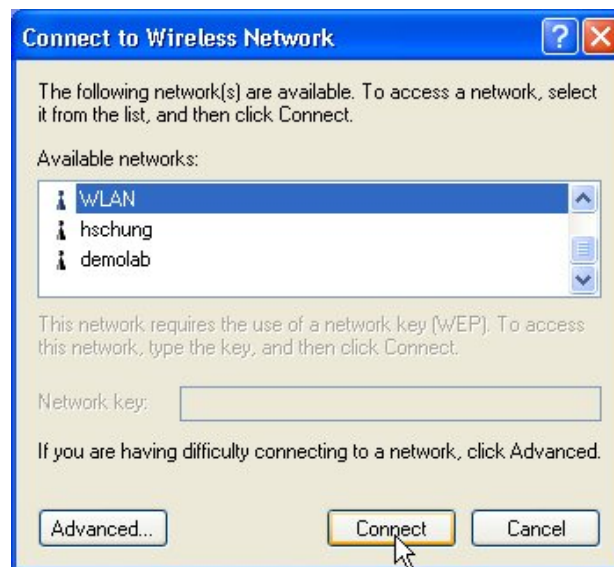 Connect to Wireless Network
The following network(s) are available. To access a network, select
it from the list, and then click Connect.
Available networks:
WLAN
hschung
demolab
This network requires the use of a network key (WEP). To access
this network, type the key, and then click Connect.
Network key:
If you are having difficulty connecting to a network, click Advanced.
Advanced... Connect Cancel